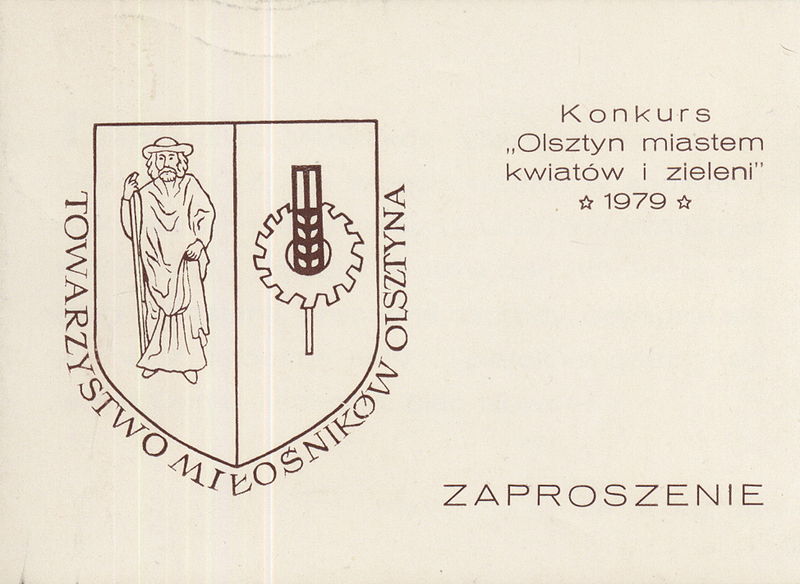 TOWARZYSTWO MIŁOŚNIKÓW OLSZTYNA
Konkurs
„Olsztyn miastem
kwiatów i zieleni"
☆ 1979 ☆
ZAPROSZENIE